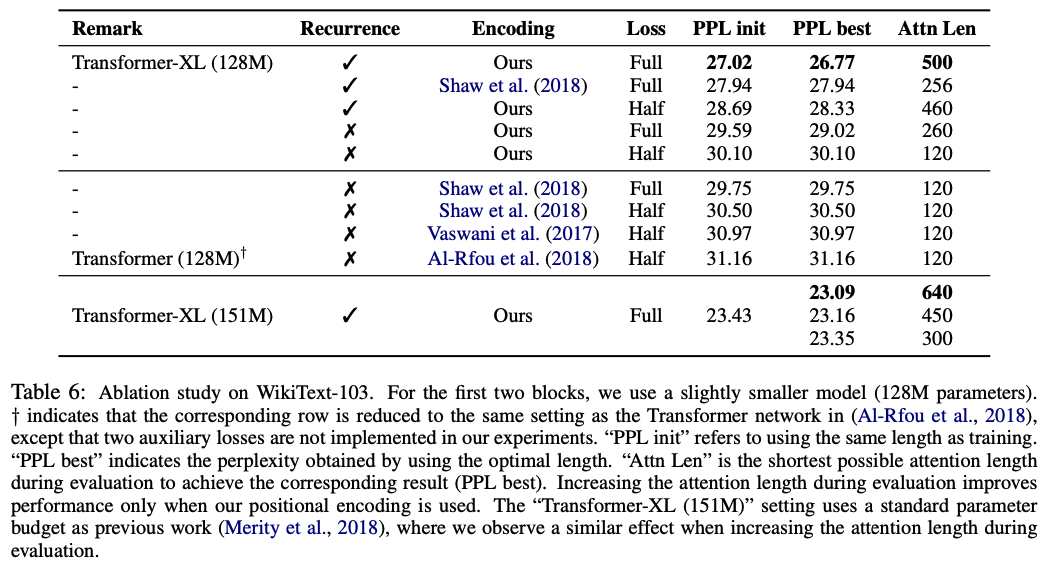 Remark Recurrence Encoding Loss PPL init PPL best Attn Len
Transformer-XL (128M) ✓ Ours Full 27.02 26.77 500
- ✓ Shaw et al. (2018) Full 27.94 27.94 256
- ✓ Ours Half 28.69 28.33 460
- ✗ Ours Full 29.59 29.02 260
- ✗ Ours Half 30.10 30.10 120
- ✗ Shaw et al. (2018) Full 29.75 29.75 120
- ✗ Shaw et al. (2018) Half 30.50 30.50 120
- ✗ Vaswani et al. (2017) Half 30.97 30.97 120
Transformer (128M)† ✗ Al-Rfou et al. (2018) Half 31.16 31.16 120
23.09 640
Transformer-XL (151M) ✓ Ours Full 23.43 23.16 450
23.35 300
Table 6: Ablation study on WikiText-103. For the first two blocks, we use a slightly smaller model (128M parameters).
† indicates that the corresponding row is reduced to the same setting as the Transformer network in (Al-Rfou et al., 2018),
except that two auxiliary losses are not implemented in our experiments. “PPL init” refers to using the same length as training.
“PPL best” indicates the perplexity obtained by using the optimal length. “Attn Len” is the shortest possible attention length
during evaluation to achieve the corresponding result (PPL best). Increasing the attention length during evaluation improves
performance only when our positional encoding is used. The “Transformer-XL (151M)” setting uses a standard parameter
budget as previous work (Merity et al., 2018), where we observe a similar effect when increasing the attention length during
evaluation.